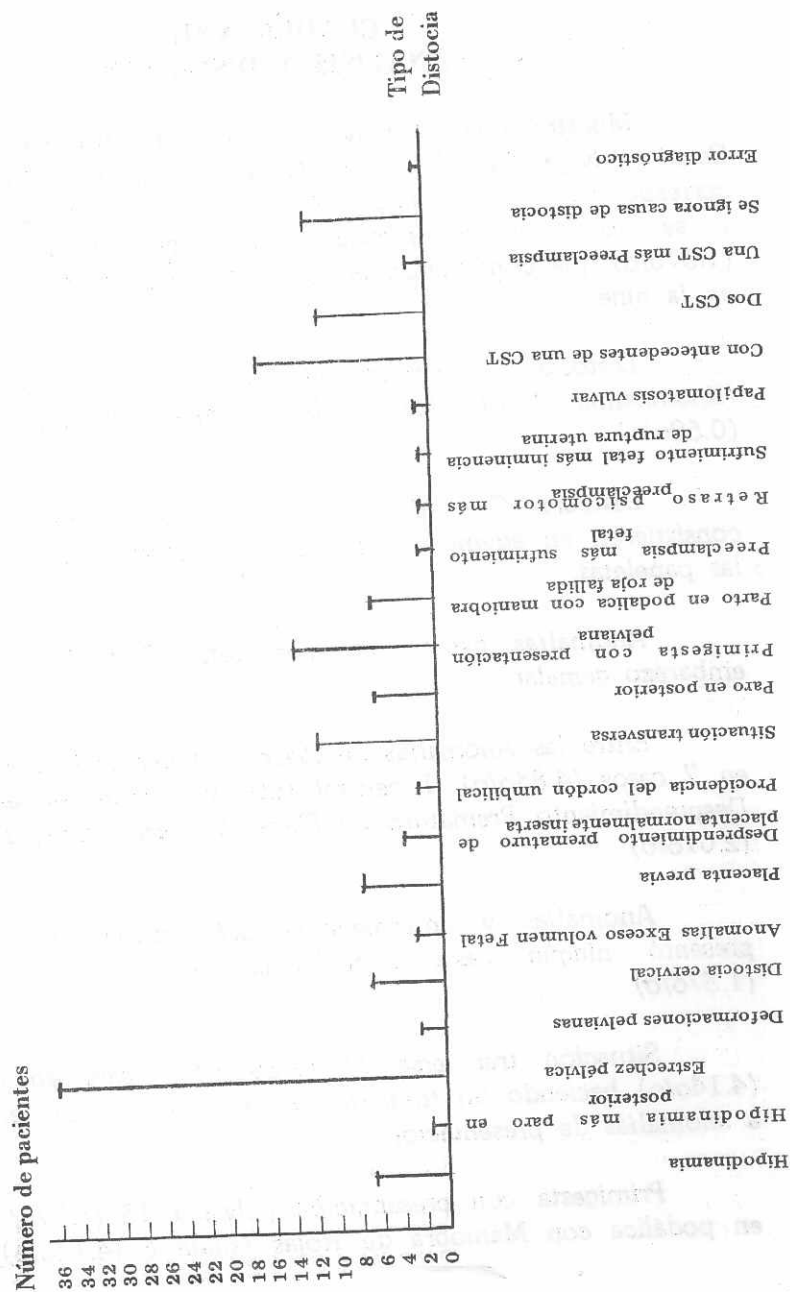 Número de pacientes
36
34
32
30
28
26
24
22
20
18
16
14
12
10
8
6
4
2
0
Hipodinamia
Hipodinamia más paro en
posterior
Estrechez pélvica
Deformaciones pelvianas
Distocia cervical
Anomalías Exceso volumen Fetal
Placenta previa
Desprendimiento prematuro de
placenta normalmente inserta
Procidencia del cordón umbilical
Situación transversa
Paro en posterior
Primigesta con presentación
pelviana
Parto en podalica con maniobra
de roja fallida
Preeclampsia más sufrimiento
fetal
Retraso psicomotor más
preeclampsia
Sufrimiento fetal más inminencia
de ruptura uterina
Papilomatosis vulvar
Con antecedentes de una CST
Dos CST
Una CST más Preeclampsia
Se ignora causa de distocia
Error diagnóstico
Tipo de
Distocia